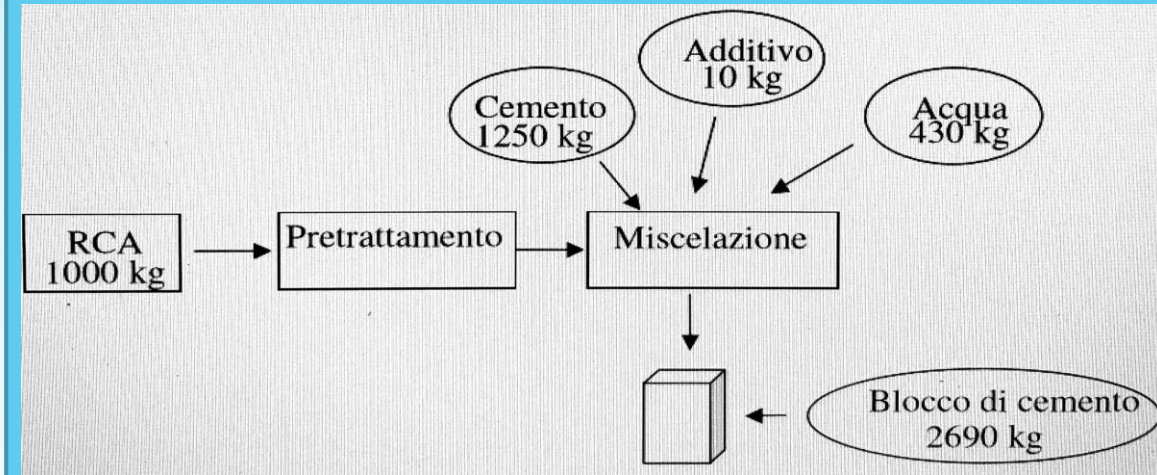 Additivo
10 kg
Cemento
1250 kg
Acqua
430 kg
RCA
1000 kg
Pretrattamento
Miscelazione
Blocco di cemento
2690 kg